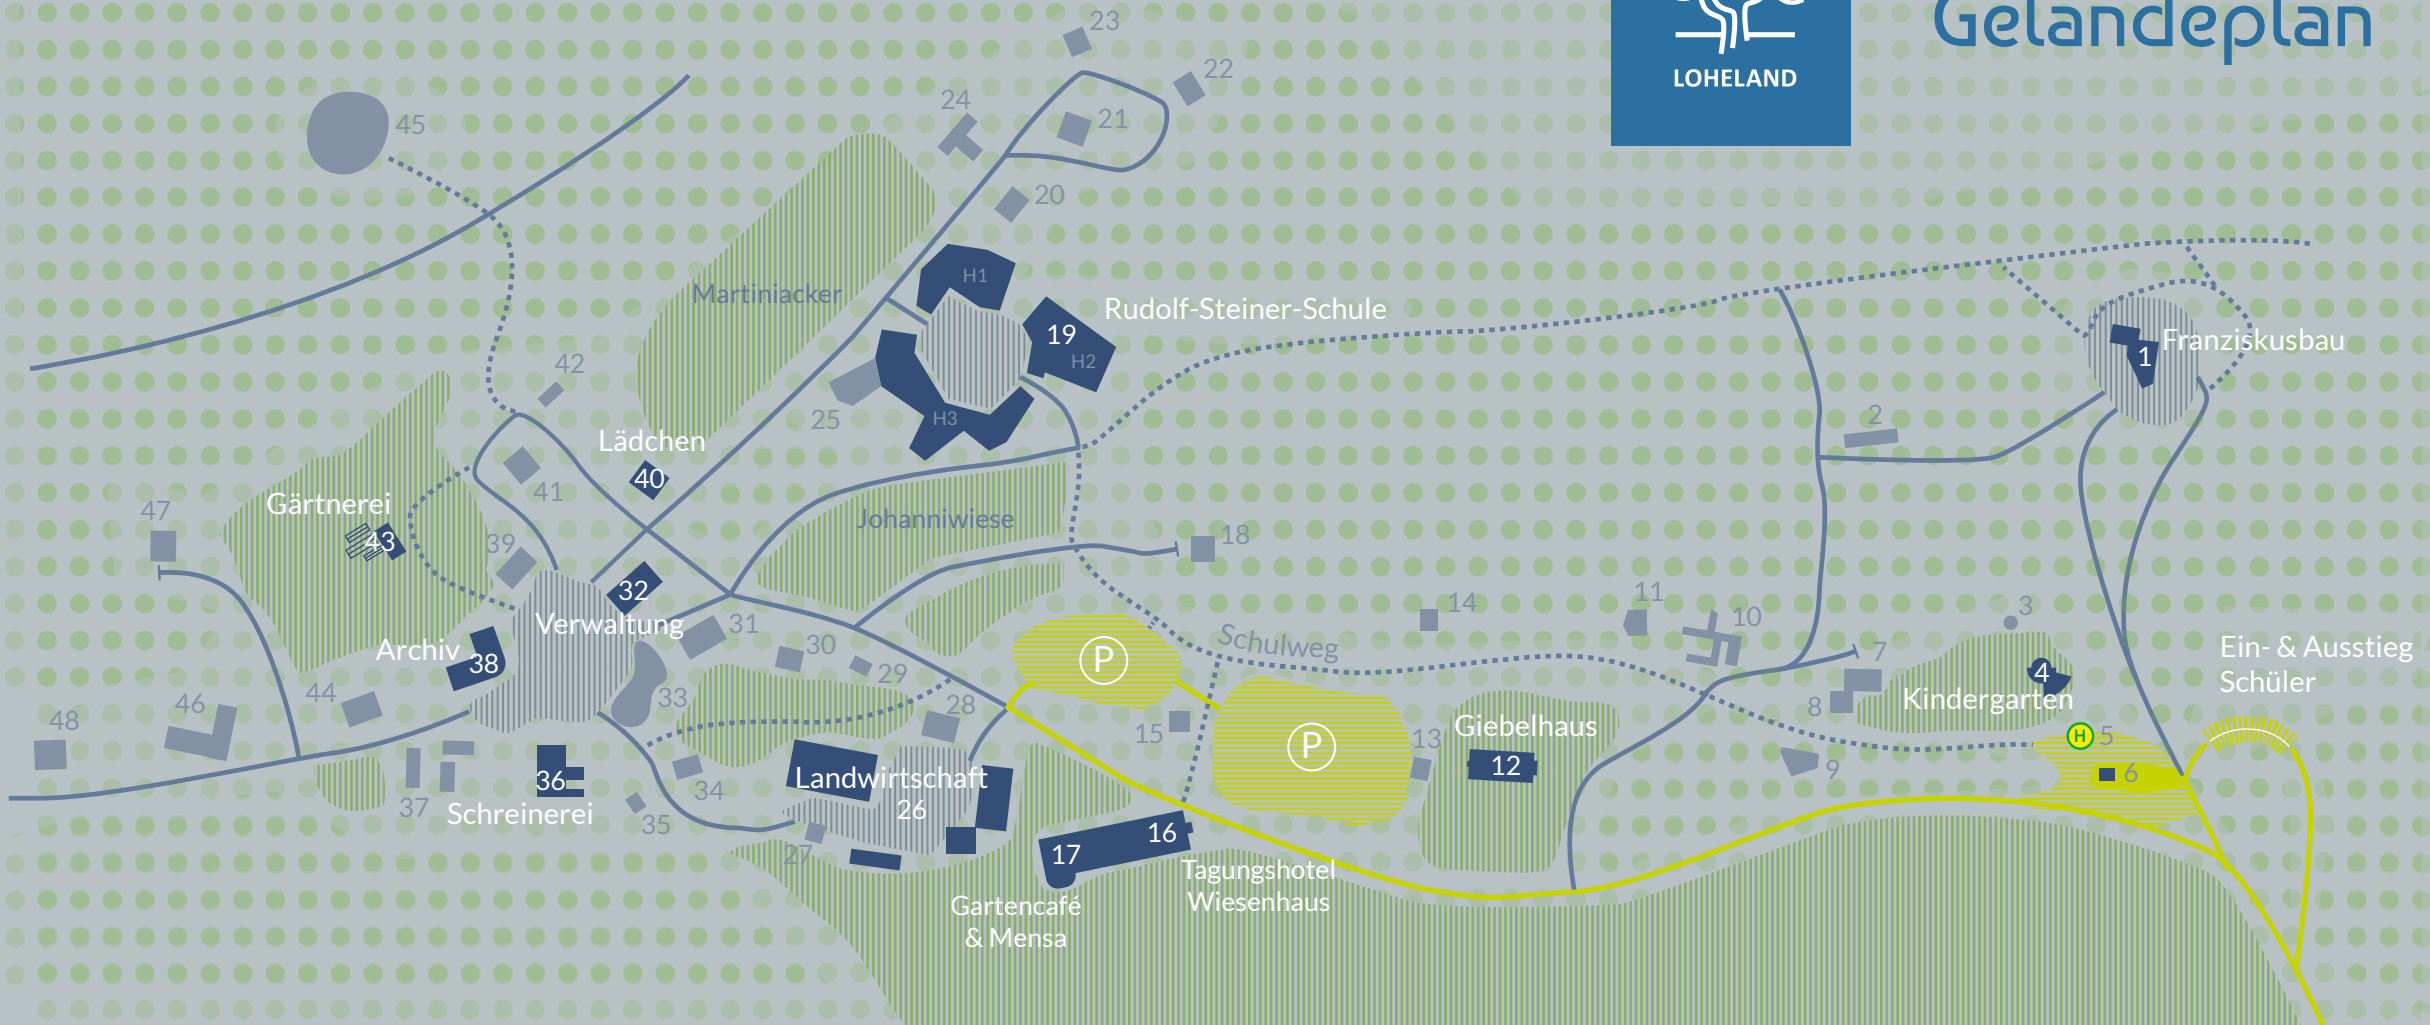 Geländeplan
LOHELAND
23
22
24
21
45
20
H1
Martiniacker
Rudolf-Steiner-Schule
19
H2
Franziskusbau
1
42
25
H3
2
Lädchen
40
41
Gärtnerei
43
47
39
Johanniwiese
18
32
Verwaltung
31
14
11
10
3
Schulweg
Archiv
38
30
29
P
7
4
Kindergarten
Ein- & Ausstieg
Schüler
44
33
28
46
48
15
P
13
Giebelhaus
12
8
9
H
5
6
36
Schreinerei
37
34
35
Landwirtschaft
26
27
16
17
Tagungshotel
Wiesenhaus
Gartencafé
& Mensa